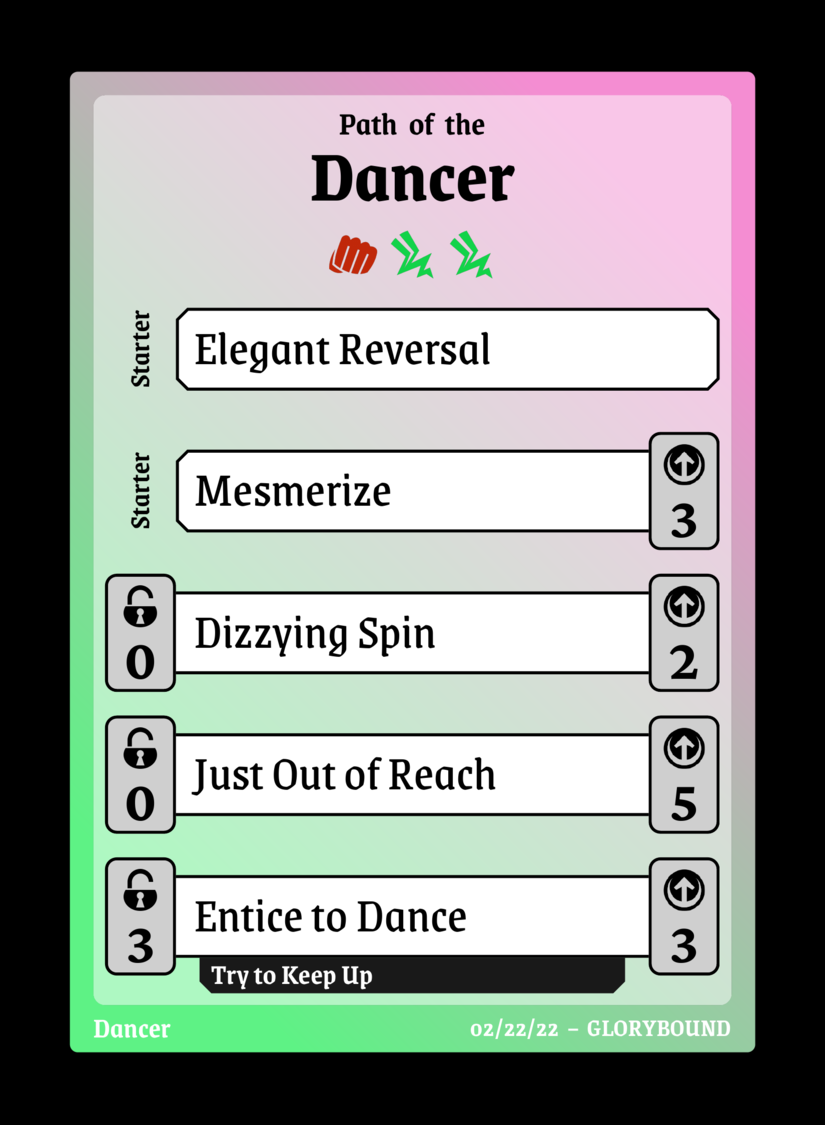 Path of the
Dancer
Starter
Elegant Reversal
Starter
Mesmerize
3
0
Dizzying Spin
2
0
Just Out of Reach
5
3
Entice to Dance
3
Try to Keep Up
Dancer
02/22/22 – GLORYBOUND